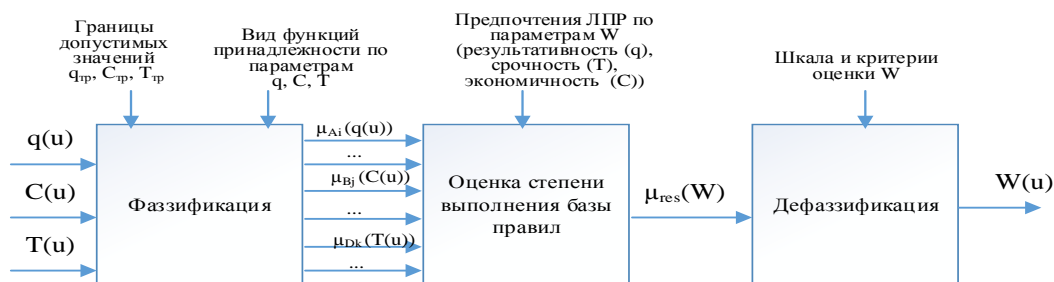 Границы
допустимых
значений
qтр, Cтр, Tтр
Вид функций
принадлежности по
параметрам
q, C, T
Предпочтения ЛПР по
параметрам W
(результативность (q),
срочность (T),
экономичность (C))
Шкала и критерии
оценки W
q(u)
C(u)
T(u)
Фаззификация
μAi(q(u))
...
μBj(C(u))
...
μDk(T(u))
...
Оценка степени
выполнения базы
правил
μres(W)
Дефаззификация
W(u)